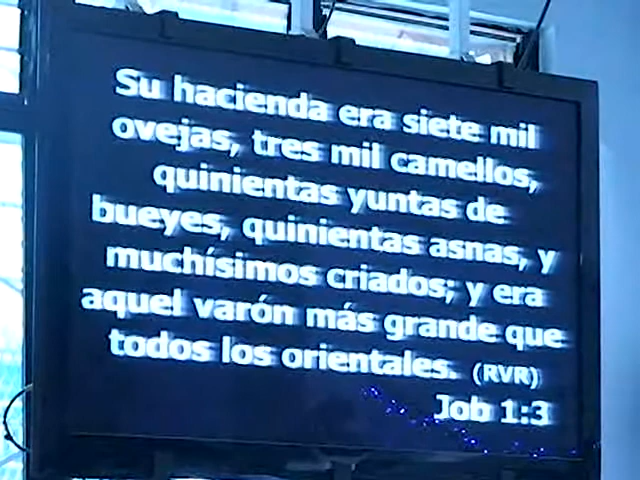 Su hacienda era siete mil
ovejas, tres mil camellos,
quinientas yuntas de
bueyes, quinientas asnas, y
muchísimos criados; y era
aquel varón más grande que
todos los orientales. (RVR)
Job 1:3